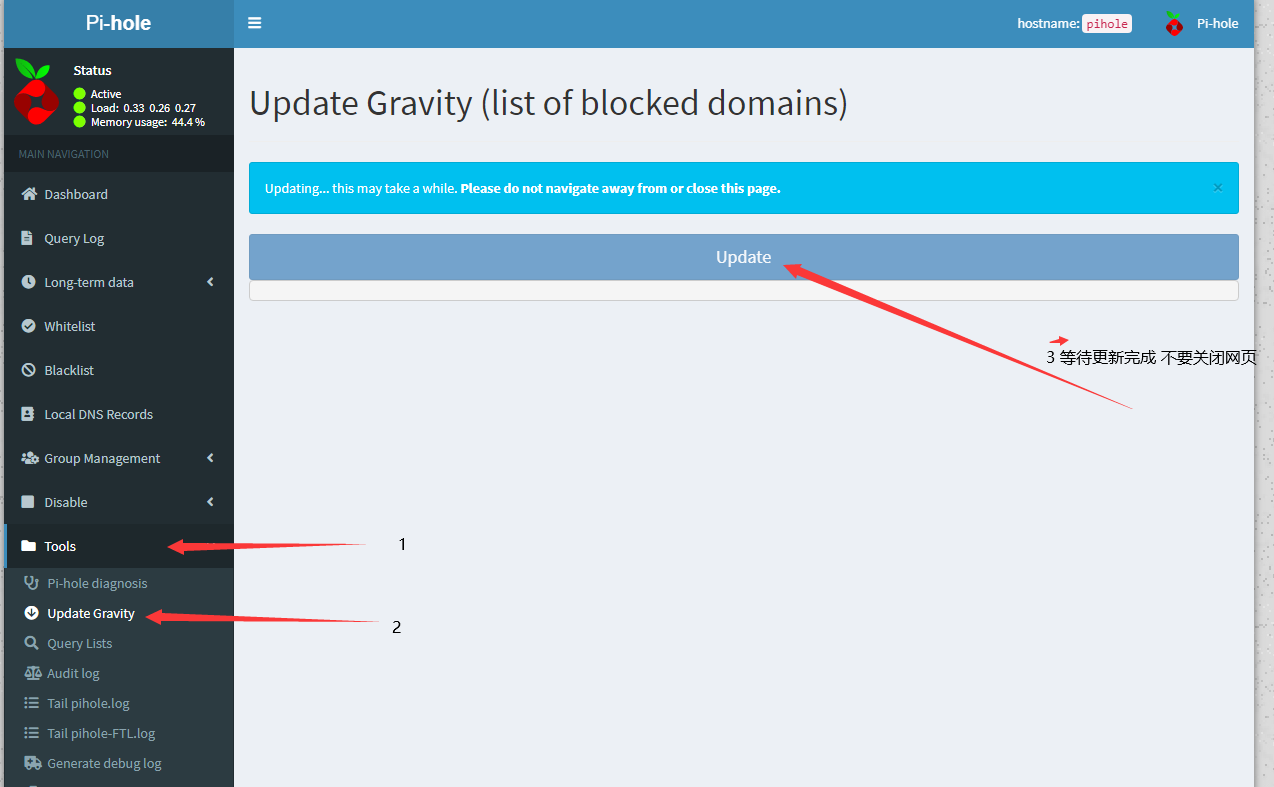 Pi-hole
hostname: pihole
Pi-hole
Status
Active
Load: 0.33 0.26 0.27
Memory usage: 44.4 %
MAIN NAVIGATION
Dashboard
Query Log
Long-term data
Whitelist
Blacklist
Local DNS Records
Group Management
Disable
Tools
Pi-hole diagnosis
Update Gravity
Query Lists
Audit log
Tail pihole.log
Tail pihole-FTL.log
Generate debug log
Update Gravity (list of blocked domains)
Updating... this may take a while. Please do not navigate away from or close this page.
×
Update
3 等待更新完成 不要关闭网页
1
2